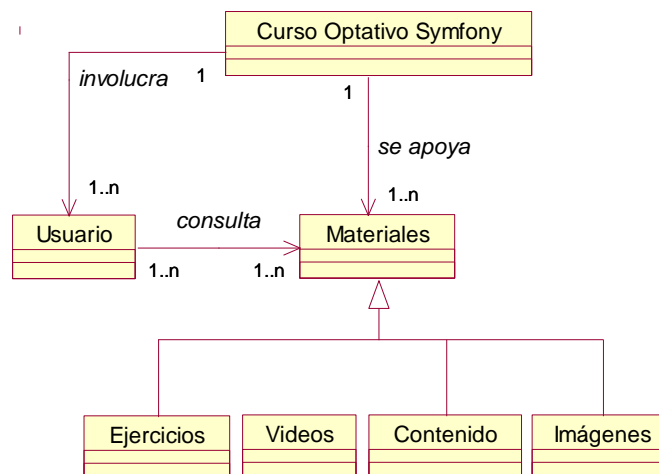 Curso Optativo Symfony
involucra
1
1
se apoya
1..n
1..n
Usuario
consulta
Materiales
1..n
1..n
Ejercicios
Videos
Contenido
Imágenes